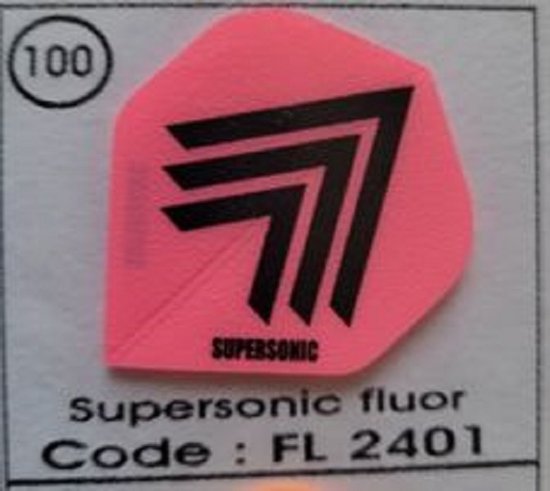 100
SUPERSONIC
Supersonic fluor
Code : FL 2401